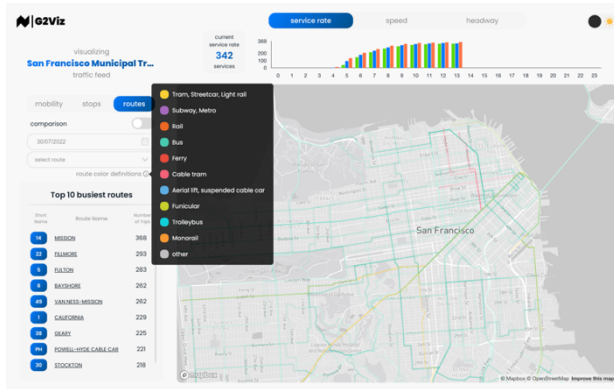 G2Viz
service rate
speed
headway
visualizing
San Francisco Municipal Tr...
traffic feed
current
service rate
342
services
368
200
100
0
0 1 2 3 4 5 6 7 8 9 10 11 12 13 14 15 16 17 18 19 20 21 22 23
mobility
stops
routes
comparison
30/07/2022
select route
route color definitions
Tram, Streetcar, Light rail
Subway, Metro
Rail
Bus
Ferry
Cable tram
Aerial lift, suspended cable car
Funicular
Trolleybus
Monorail
other
Top 10 busiest routes
Short Name
Route Name
Number of Trips
14 MISSION 368
22 FILLMORE 293
5 FULTON 283
8 BAYSHORE 262
49 VAN NESS-MISSION 262
1 CALIFORNIA 229
38 GEARY 225
PH POWELL-HYDE CABLE CAR 221
30 STOCKTON 218
San Francisco
mapbox
© Mapbox © OpenStreetMap Improve this map